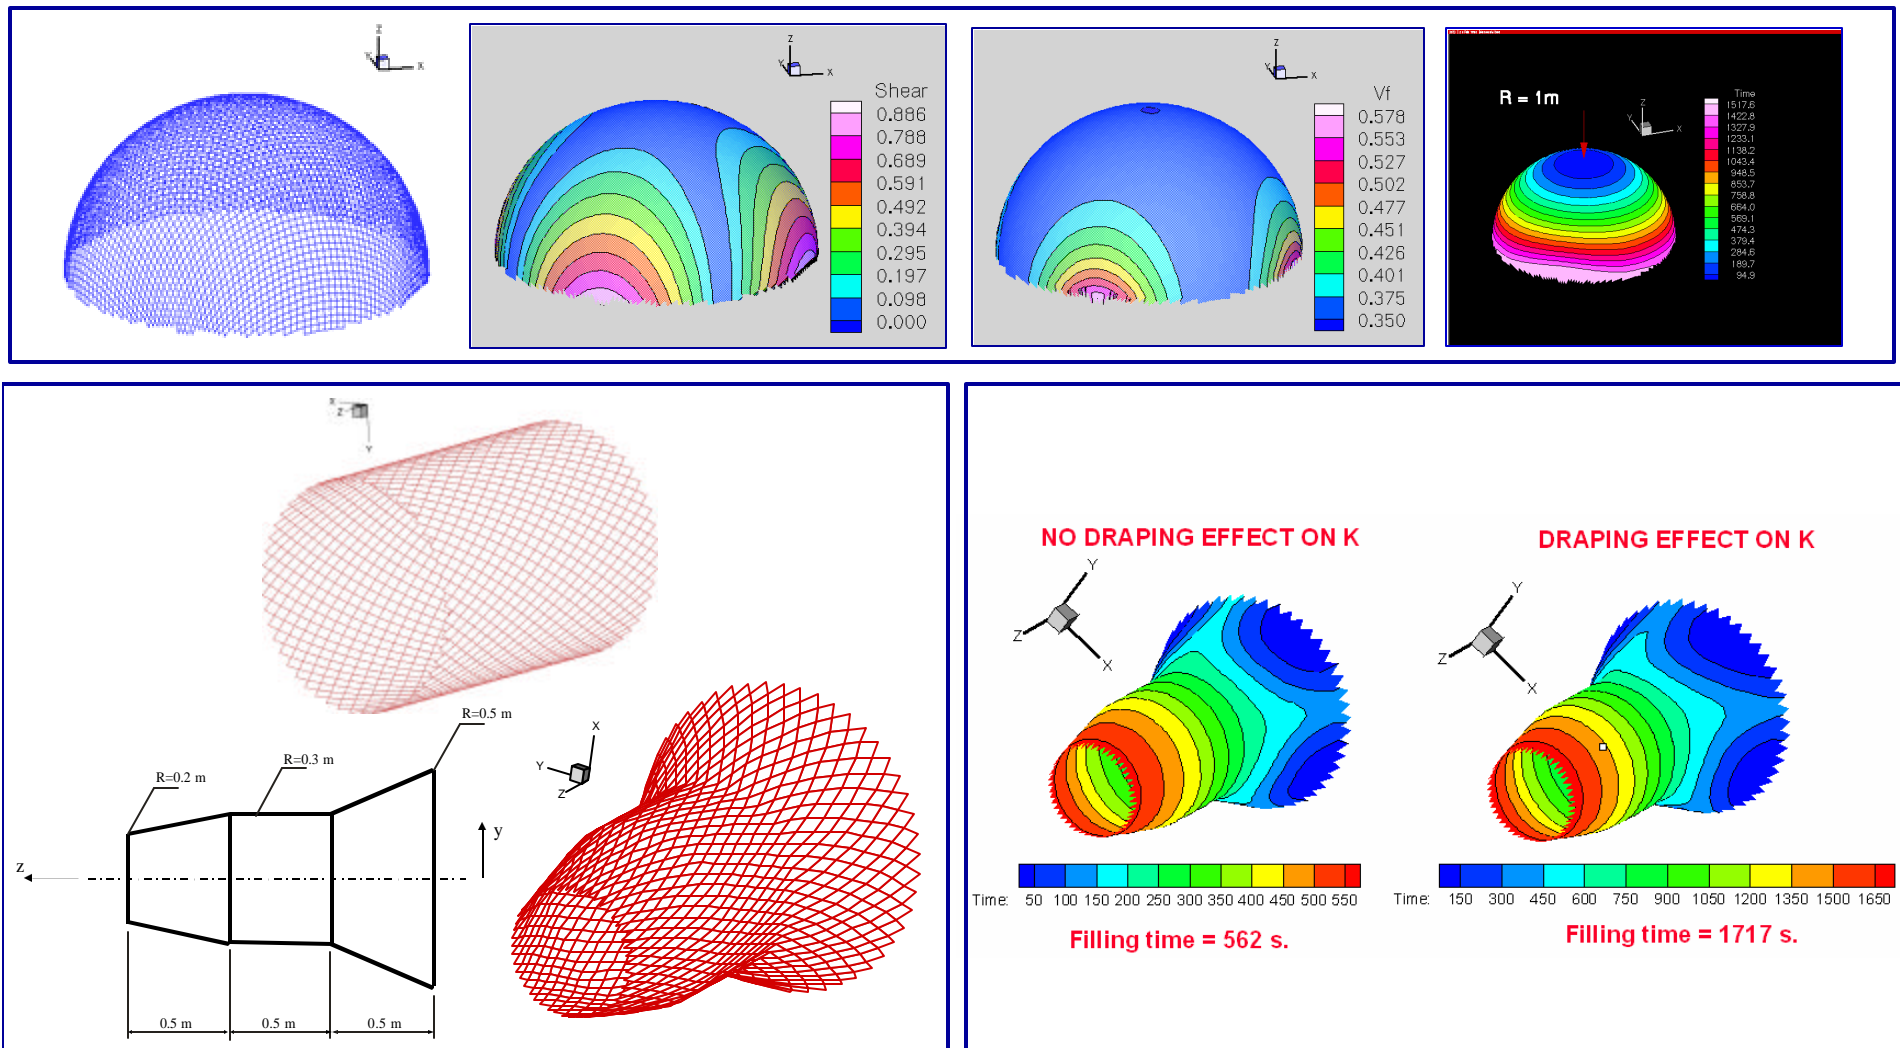 Z
X
Z
Y
X
Shear
0.886
0.788
0.689
0.591
0.492
0.394
0.295
0.197
0.098
0.000
Z
Y
X
Vf
0.578
0.553
0.527
0.502
0.477
0.451
0.426
0.401
0.375
0.350
R = 1m
Z
Y
X
Time
1517.6
1422.8
1327.9
1233.1
1138.2
1043.4
948.5
853.7
758.8
664.0
569.1
474.3
379.4
284.6
189.7
94.9
X
Z
Y
R=0.2 m
R=0.3 m
R=0.5 m
z
y
0.5 m
0.5 m
0.5 m
X
Y
Z
NO DRAPING EFFECT ON K
Y
Z
X
Time: 50 100 150 200 250 300 350 400 450 500 550
Filling time = 562 s.
DRAPING EFFECT ON K
Y
Z
X
Time: 150 300 450 600 750 900 1050 1200 1350 1500 1650
Filling time = 1717 s.